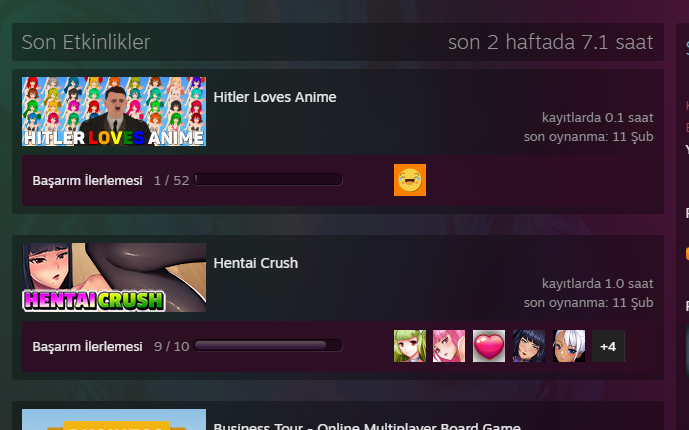 Son Etkinlikler
son 2 haftada 7.1 saat
HITLER LOVES ANIME
Hitler Loves Anime
kayıtlarda 0.1 saat
son oynanma: 11 Şub
Başarım İlerlemesi 1 / 52
HENTAI CRUSH
Hentai Crush
kayıtlarda 1.0 saat
son oynanma: 11 Şub
Başarım İlerlemesi 9 / 10
+4
Business Tour - Online Multiplayer Board Game